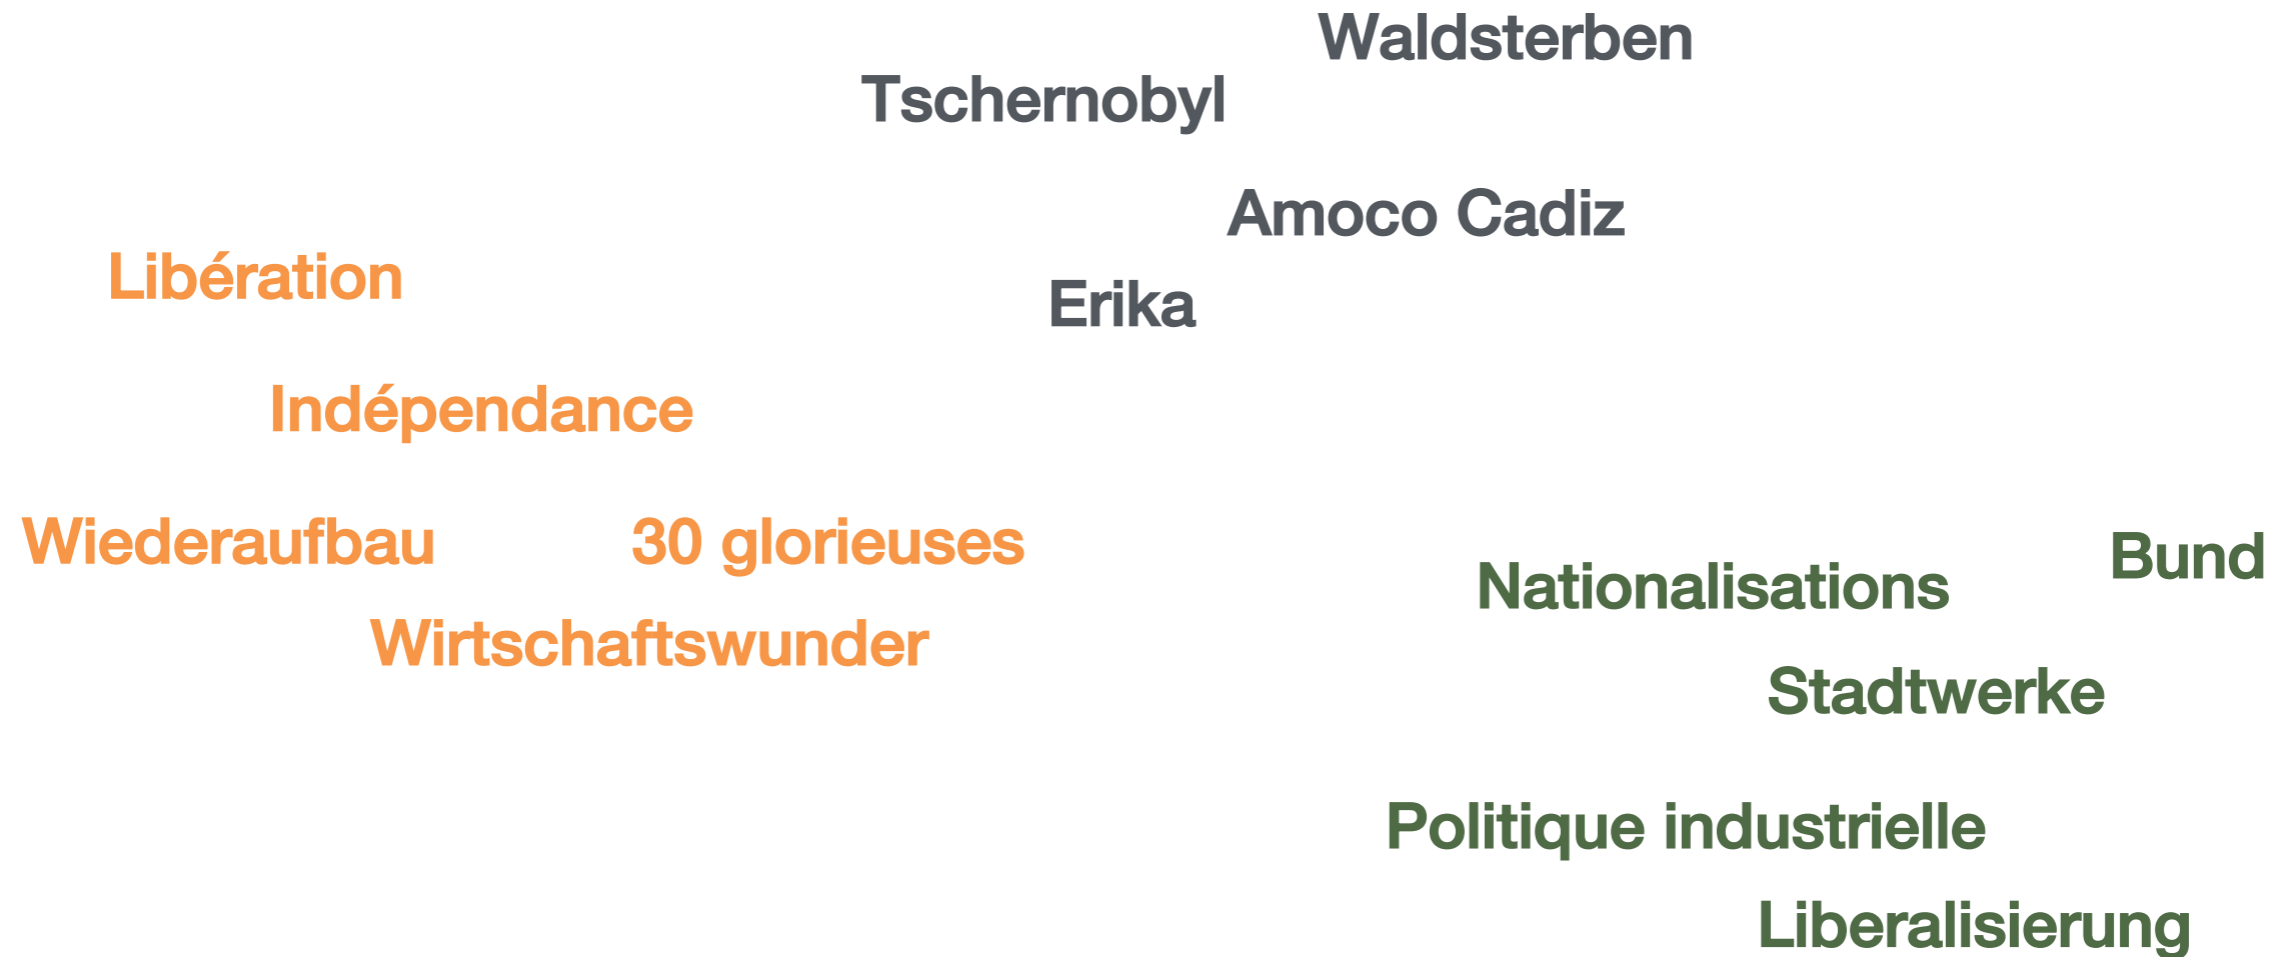 Waldsterben
Tschernobyl
Amoco Cadiz
Libération
Erika
Indépendance
Wiederaufbau
30 glorieuses
Bund
Nationalisations
Wirtschaftswunder
Stadtwerke
Politique industrielle
Liberalisierung